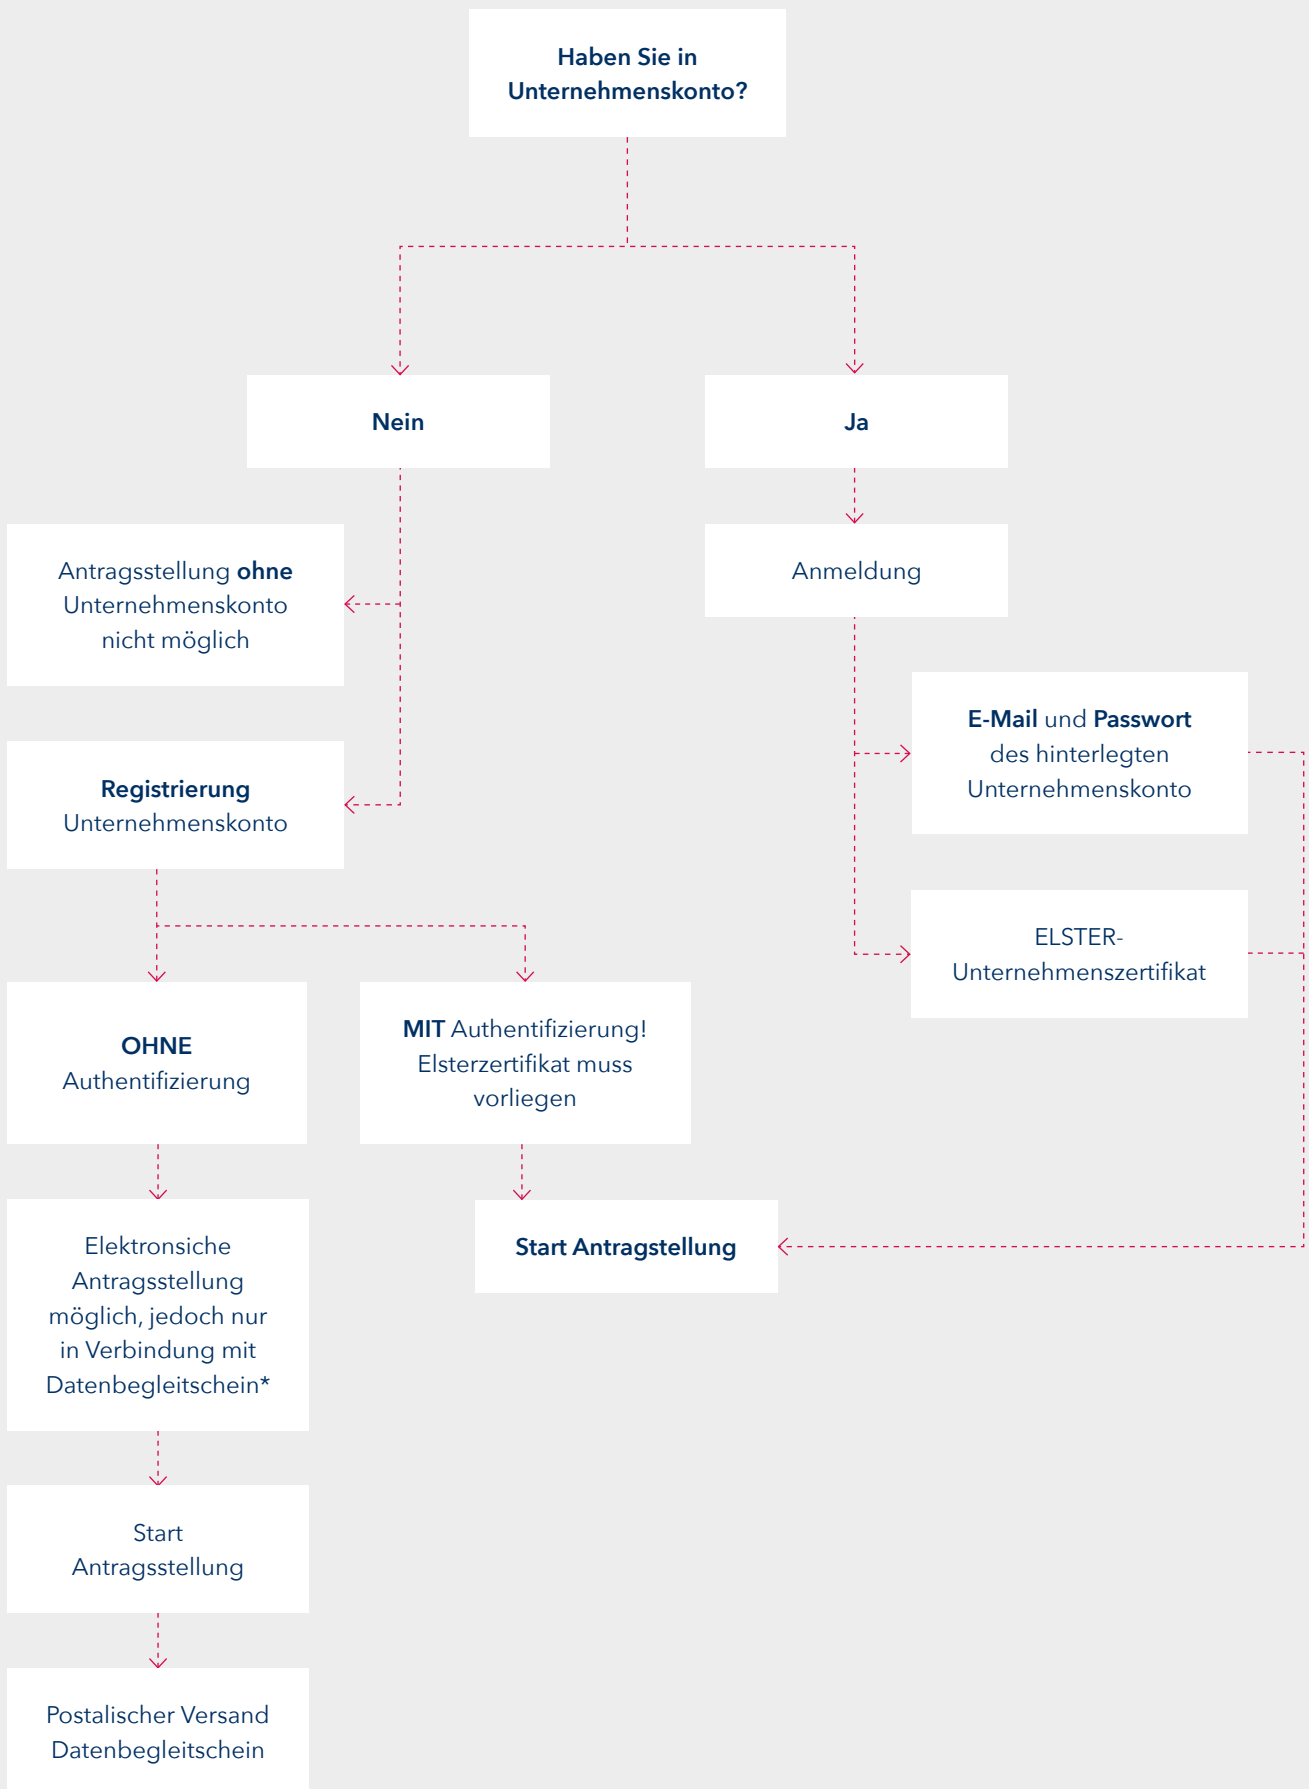 Haben Sie in
Unternehmenskonto?
Nein
Ja
Antragsstellung ohne
Unternehmenskonto
nicht möglich
Anmeldung
E-Mail und Passwort
des hinterlegten
Unternehmenskonto
Registrierung
Unternehmenskonto
ELSTER-
Unternehmenszertifikat
OHNE
Authentifizierung
MIT Authentifizierung!
Elsterzertifikat muss
vorliegen
Elektronsiche
Antragsstellung
möglich, jedoch nur
in Verbindung mit
Datenbegleitschein*
Start Antragstellung
Start
Antragsstellung
Postalischer Versand
Datenbegleitschein